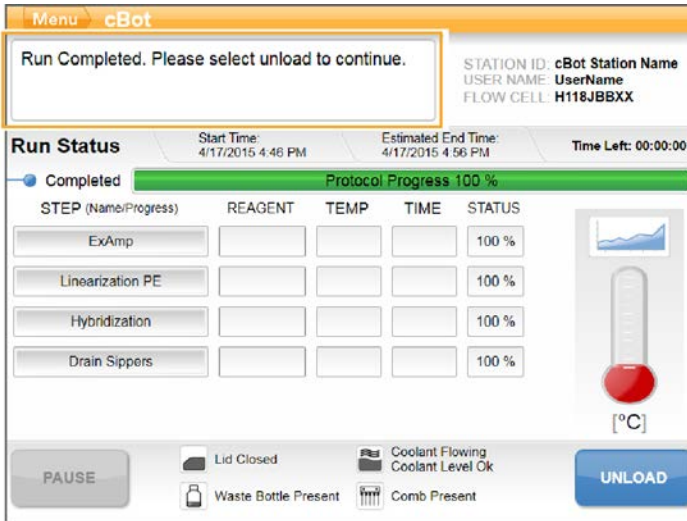 Menu cBot
Run Completed. Please select unload to continue.
STATION ID: cBot Station Name
USER NAME: UserName
FLOW CELL: H118JBBXX
Run Status
Start Time:
4/17/2015 4:46 PM
Estimated End Time:
4/17/2015 4:56 PM
Time Left: 00:00:00
Completed
Protocol Progress 100 %
STEP (Name/Progress) REAGENT TEMP TIME STATUS
ExAmp 100 %
Linearization PE 100 %
Hybridization 100 %
Drain Sippers 100 %
[°C]
PAUSE
Lid Closed
Coolant Flowing
Coolant Level Ok
Waste Bottle Present
Comb Present
UNLOAD